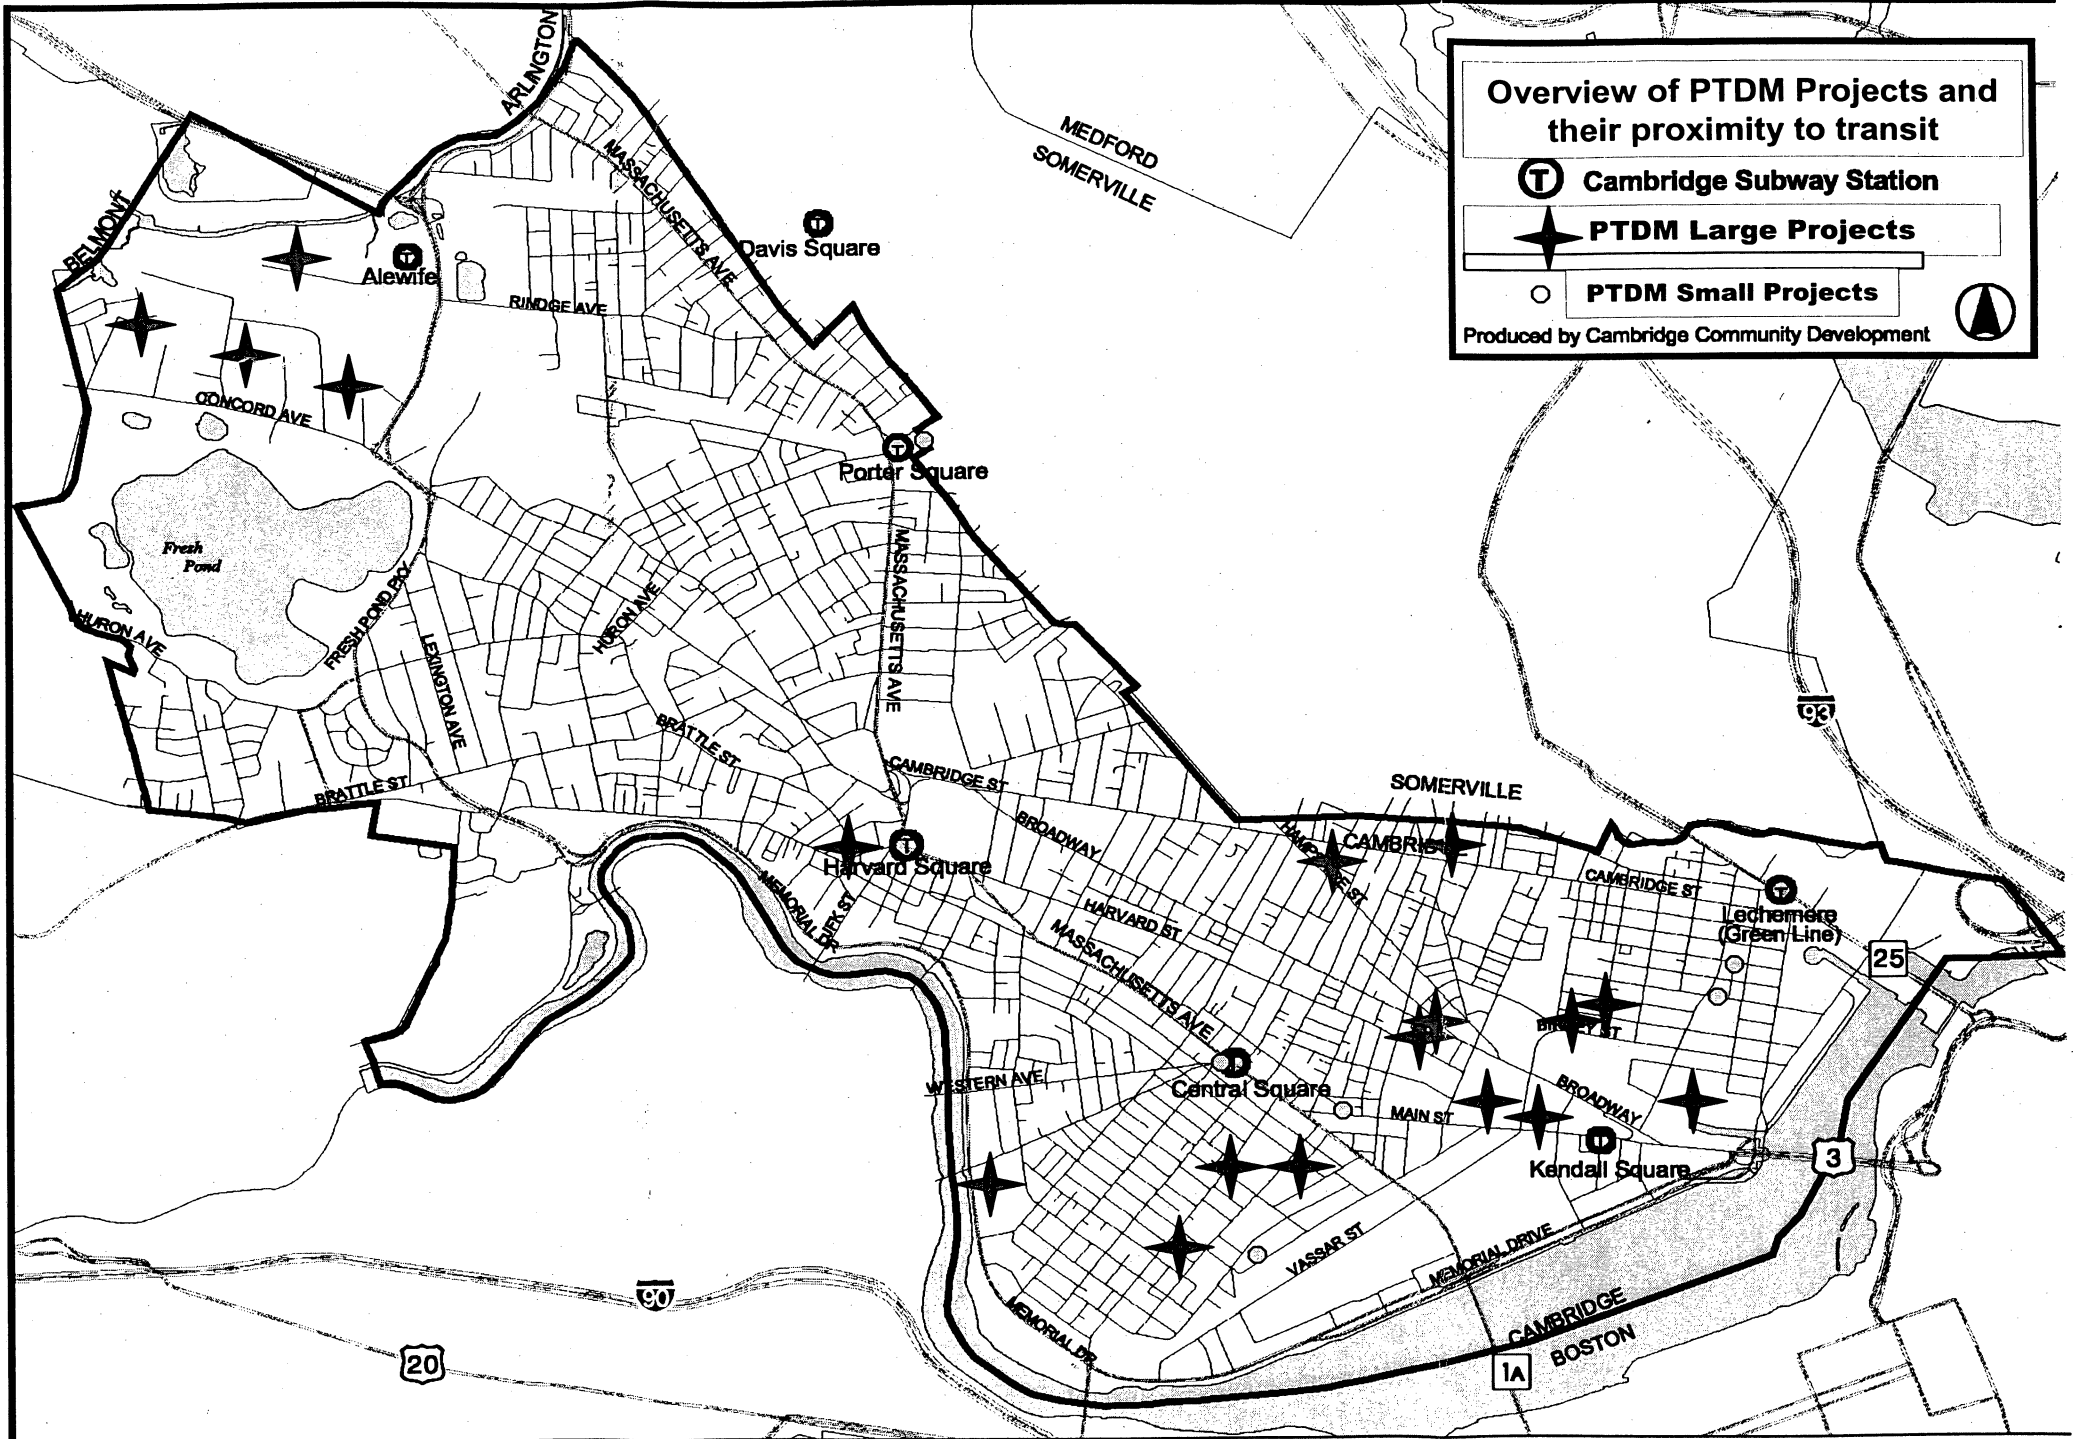 ARLINGTON
Overview of PTDM Projects and
their proximity to transit
T Cambridge Subway Station
PTDM Large Projects
PTDM Small Projects
Produced by Cambridge Community Development
MEDFORD
SOMERVILLE
BELMONT
MASSACHUSETTS AVE
T
Davis Square
T
Alewife
RINDGE AVE
CONCORD AVE
T
Porter Square
Fresh
Pond
MASSACHUSETTS AVE
HURON AVE
FRESH POND PKY
HURON AVE
LEXINGTON AVE
93
BRATTLE ST
BRATTLE ST
CAMBRIDGE ST
SOMERVILLE
BROADWAY
T
Harvard Square
CAMBRIDGE ST
T
Lechemere
(Green Line)
MEMORIAL DR
JFK ST
HARVARD ST
MASSACHUSETTS AVE
25
WESTERN AVE
Central Square
MAIN ST
BROADWAY
T
Kendall Square
3
VASSAR ST
MEMORIAL DRIVE
90
MEMORIAL DR
CAMBRIDGE
BOSTON
20
1A